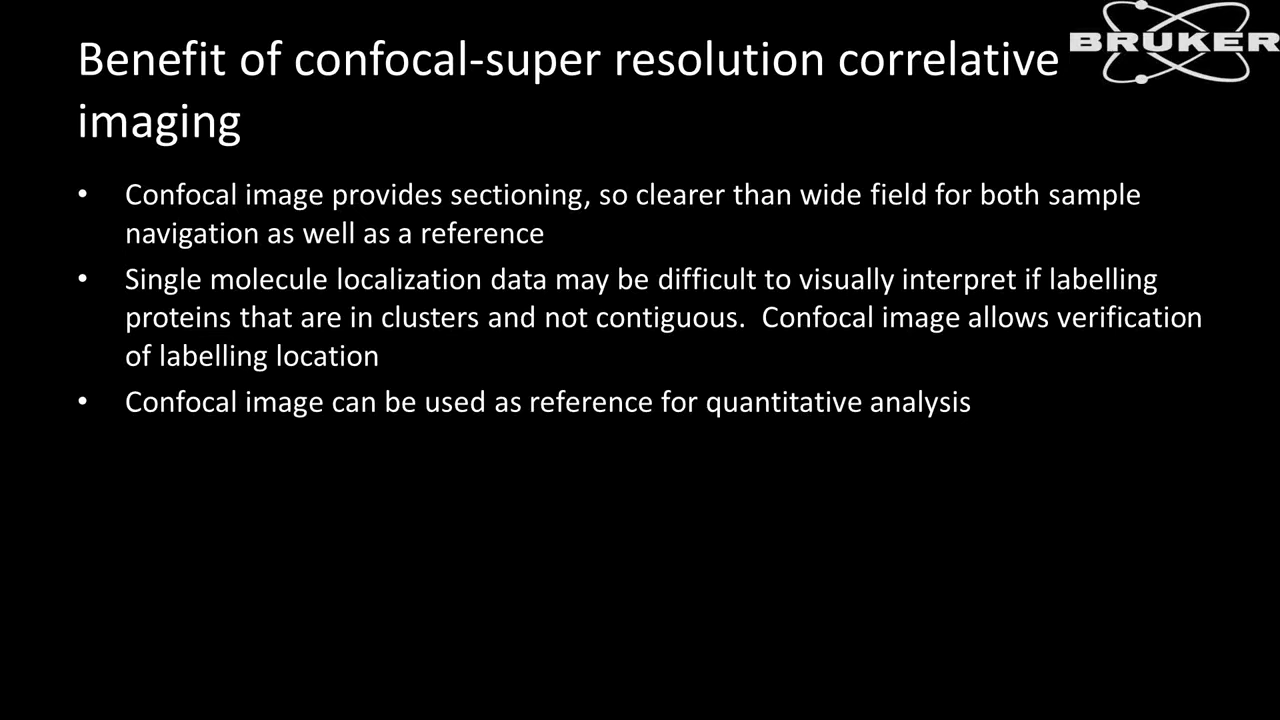 Benefit of confocal-super resolution correlative
imaging
BRUKER
• Confocal image provides sectioning, so clearer than wide field for both sample
navigation as well as a reference
• Single molecule localization data may be difficult to visually interpret if labelling
proteins that are in clusters and not contiguous.  Confocal image allows verification
of labelling location
• Confocal image can be used as reference for quantitative analysis